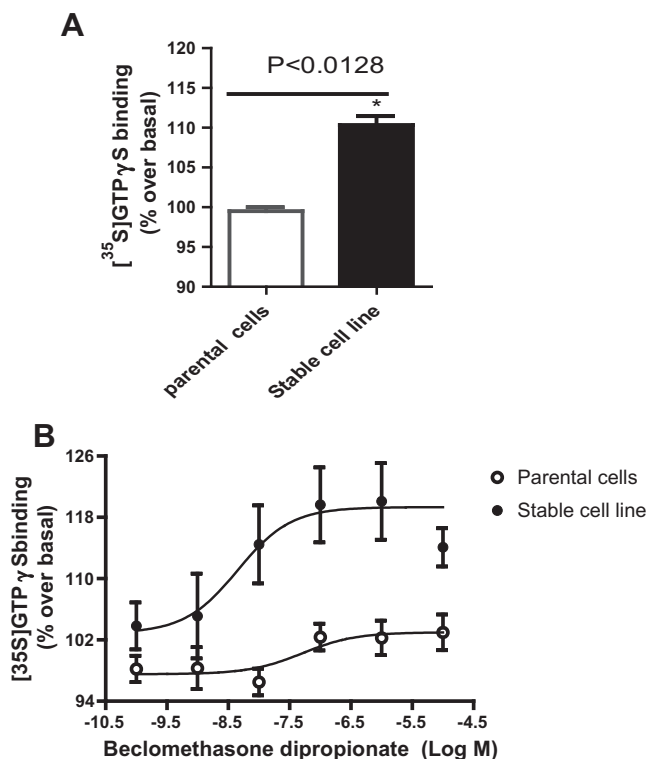 A
120
115
110
105
100
95
90
[35S]GTPγS binding
(% over basal)
P<0.0128
*
parental cells
Stable cell line
B
126
118
110
102
94
[35S]GTPγSbinding
(% over basal)
Parental cells
Stable cell line
-10.5 -9.5 -8.5 -7.5 -6.5 -5.5 -4.5
Beclomethasone dipropionate (Log M)